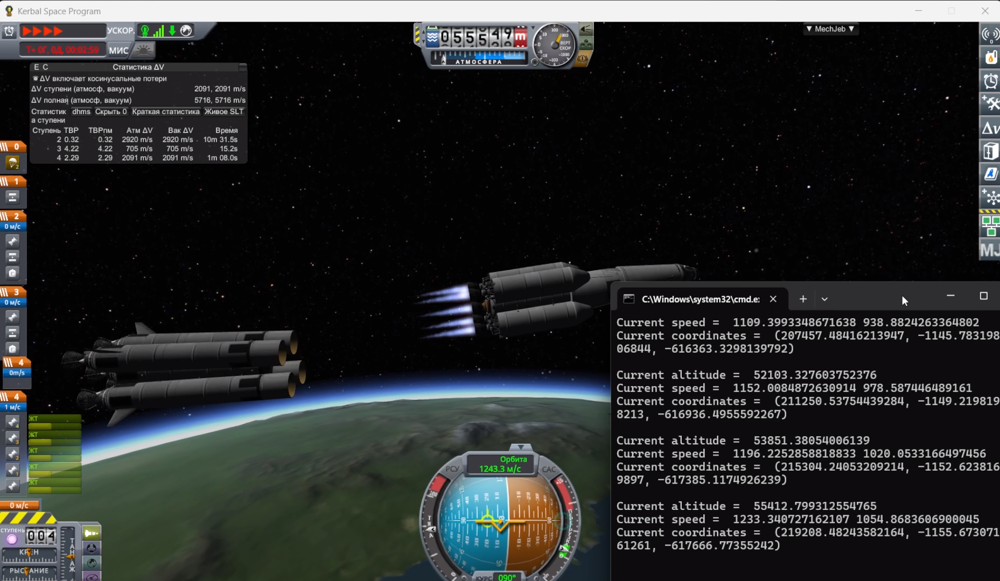 Kerbal Space Program
УСКОР.
T+ 0Г, 0Д, 00:02:59
МИС
E C Статистика ΔV
ΔV включает косинусальные потери
ΔV ступени (атмосф, вакуум) 2091, 2091 m/s
ΔV полная (атмосф, вакуум) 5716, 5716 m/s
Статистик dhms Скрыть 0 Краткая статистика Живое SLT
а ступени
Ступень ТВР ТВРпм Атм ΔV Вак ΔV Время
2 0.32 0.32 2920 m/s 2920 m/s 10m 31.5s
3 4.22 4.22 705 m/s 705 m/s 15.2s
4 2.29 2.29 2091 m/s 2091 m/s 1m 08.0s
m
ВЕРТ
СКОР
АТМОСФЕРА
▼ MechJeb ▼
Δv
MJ
0
2
1
2
0 м/с
3
0 м/с
4
0m/s
4
1 м/с
4
3
2
1
ЖТ
ЖТ
ЖТ
ЖТ
ЖТ
0 м/с
СТУПЕНЬ
004
КРЕН
РЫСКАНИЕ
ТАНГАЖ
РСУ
Орбита
1243.3 м/с
САС
ТЯГА
ПЕРЕГРУЗКА
КУРС 090°
C:\Windows\system32\cmd.e:
Current speed = 1109.3993348671638 938.8824263364802
Current coordinates = (207457.48416213947, -1145.783198
06844, -616363.3298139792)
Current altitude = 52103.327603752376
Current speed = 1152.0084872630914 978.587446489161
Current coordinates = (211250.53754439284, -1149.219819
8213, -616936.4955592267)
Current altitude = 53851.38054006139
Current speed = 1196.2252858818833 1020.0533166497456
Current coordinates = (215304.24053209214, -1152.623816
9897, -617385.1174926239)
Current altitude = 55412.799312554765
Current speed = 1233.340727162107 1054.8683606900045
Current coordinates = (219208.48243582164, -1155.673071
61261, -617666.77355242)